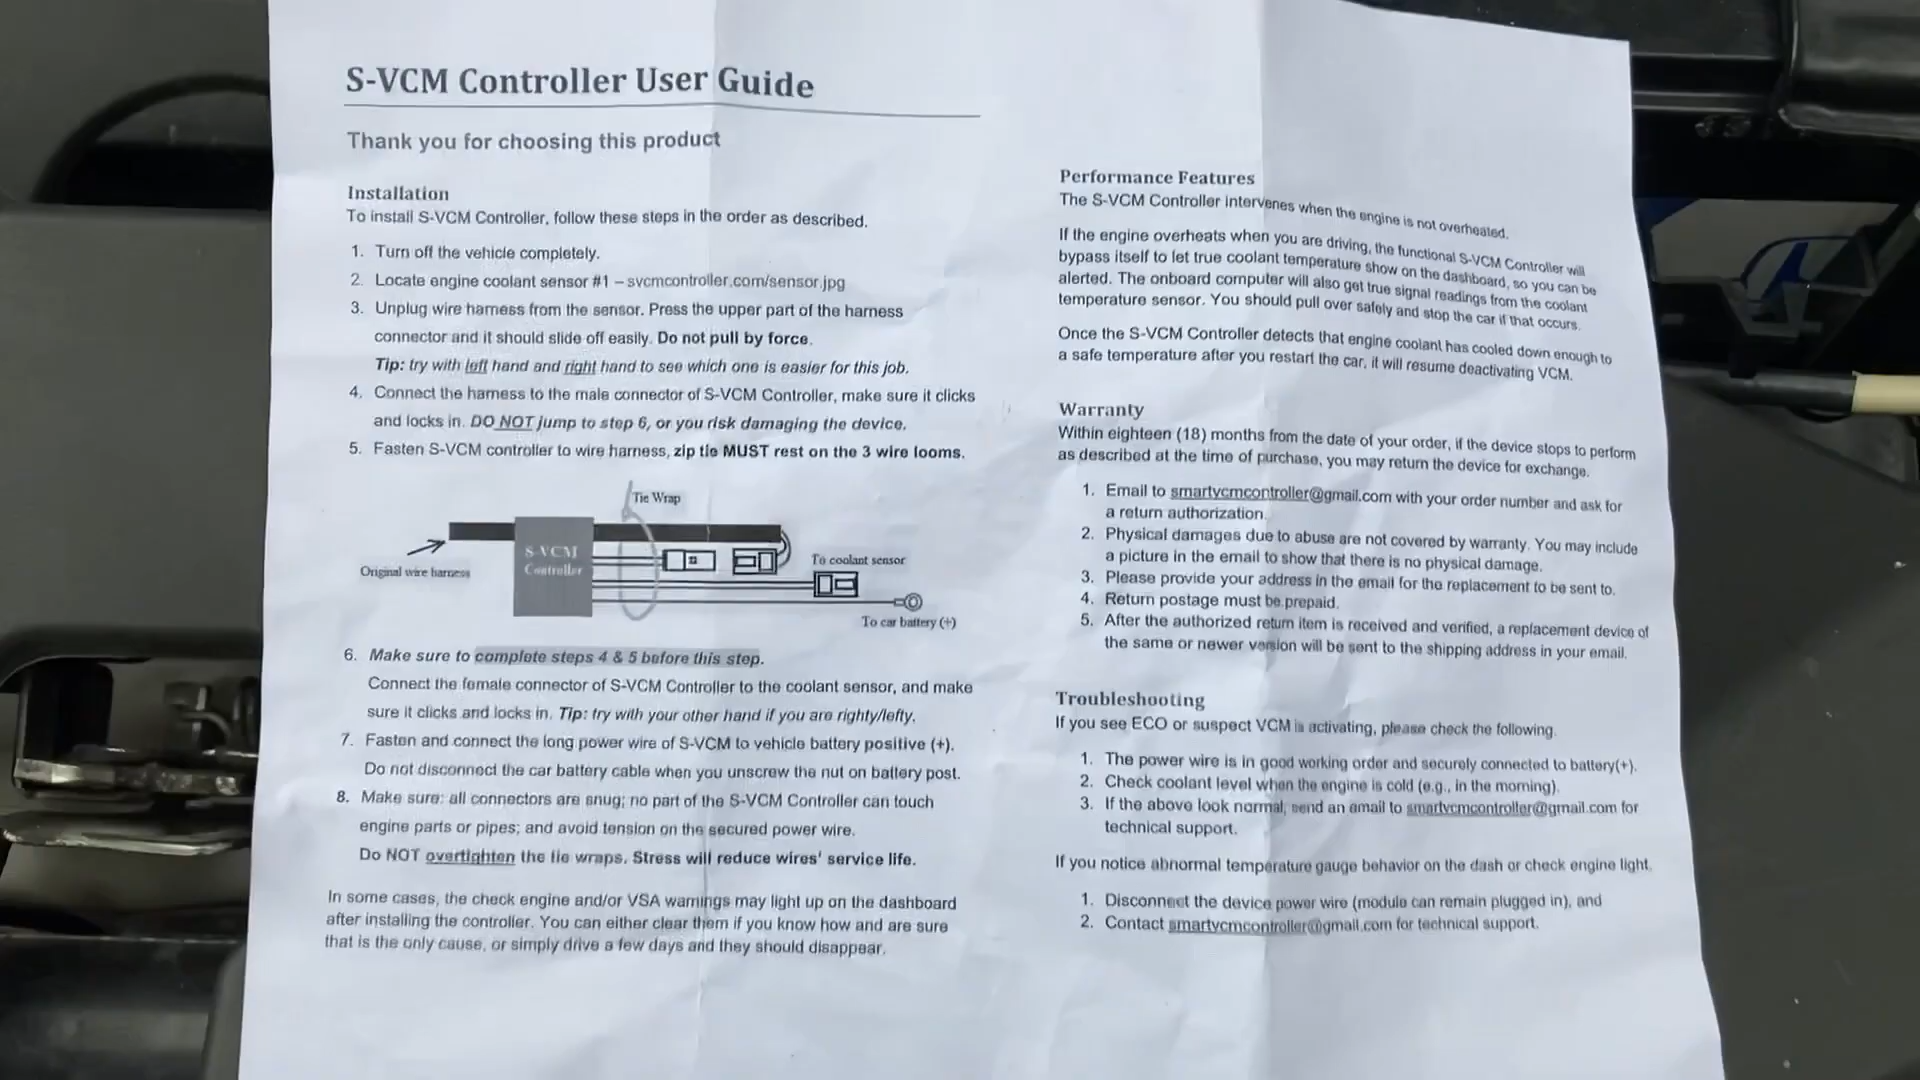 S-VCM Controller User Guide
Thank you for choosing this product
Installation
To install S-VCM Controller, follow these steps in the order as described.
1. Turn off the vehicle completely.
2. Locate engine coolant sensor #1 – svcmcontroller.com/sensor.jpg
3. Unplug wire harness from the sensor. Press the upper part of the harness
connector and it should slide off easily. Do not pull by force.
Tip: try with left hand and right hand to see which one is easier for this job.
4. Connect the harness to the male connector of S-VCM Controller, make sure it clicks
and locks in. DO NOT jump to step 6, or you risk damaging the device.
5. Fasten S-VCM controller to wire harness, zip tie MUST rest on the 3 wire looms.
Tie Wrap
S-VCM
Controller
To coolant sensor
Original wire harness
To car battery (+)
6. Make sure to complete steps 4 & 5 before this step.
Connect the female connector of S-VCM Controller to the coolant sensor, and make
sure it clicks and locks in. Tip: try with your other hand if you are righty/lefty.
7. Fasten and connect the long power wire of S-VCM to vehicle battery positive (+).
Do not disconnect the car battery cable when you unscrew the nut on battery post.
8. Make sure: all connectors are snug; no part of the S-VCM Controller can touch
engine parts or pipes; and avoid tension on the secured power wire.
Do NOT overtighten the tie wraps. Stress will reduce wires' service life.
In some cases, the check engine and/or VSA warnings may light up on the dashboard
after installing the controller. You can either clear them if you know how and are sure
that is the only cause, or simply drive a few days and they should disappear.
Performance Features
The S-VCM Controller intervenes when the engine is not overheated.
If the engine overheats when you are driving, the functional S-VCM Controller will
bypass itself to let true coolant temperature show on the dashboard, so you can be
alerted. The onboard computer will also get true signal readings from the coolant
temperature sensor. You should pull over safely and stop the car if that occurs.
Once the S-VCM Controller detects that engine coolant has cooled down enough to
a safe temperature after you restart the car, it will resume deactivating VCM.
Warranty
Within eighteen (18) months from the date of your order, if the device stops to perform
as described at the time of purchase, you may return the device for exchange.
1. Email to smartvcmcontroller@gmail.com with your order number and ask for
a return authorization.
2. Physical damages due to abuse are not covered by warranty. You may include
a picture in the email to show that there is no physical damage.
3. Please provide your address in the email for the replacement to be sent to.
4. Return postage must be prepaid.
5. After the authorized return item is received and verified, a replacement device of
the same or newer version will be sent to the shipping address in your email.
Troubleshooting
If you see ECO or suspect VCM is activating, please check the following.
1. The power wire is in good working order and securely connected to battery(+).
2. Check coolant level when the engine is cold (e.g., in the morning).
3. If the above look normal, send an email to smartvcmcontroller@gmail.com for
technical support.
If you notice abnormal temperature gauge behavior on the dash or check engine light.
1. Disconnect the device power wire (module can remain plugged in), and
2. Contact smartvcmcontroller@gmail.com for technical support.